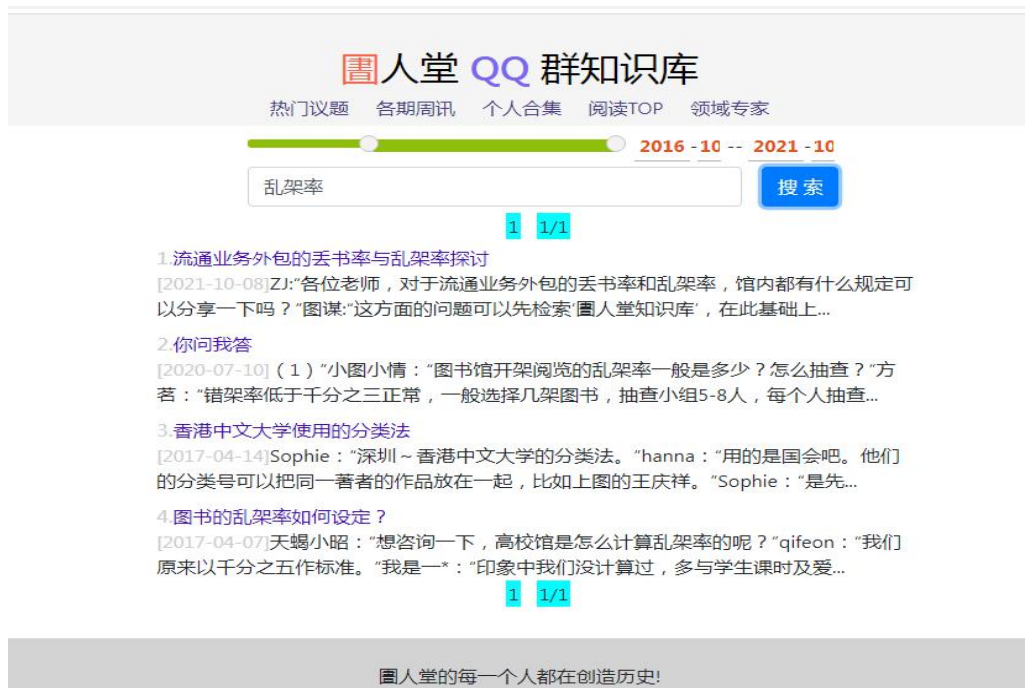 圕人堂 QQ 群知识库
热门议题 各期周讯 个人合集 阅读TOP 领域专家
2016 -10 -- 2021 -10
乱架率 搜 索
1 1/1
1.流通业务外包的丢书率与乱架率探讨
[2021-10-08]ZJ:“各位老师，对于流通业务外包的丢书率和乱架率，馆内都有什么规定可
以分享一下吗？”图谋:“这方面的问题可以先检索‘圕人堂知识库’，在此基础上...
2.你问我答
[2020-07-10]（1）“小图小情：“图书馆开架阅览的乱架率一般是多少？怎么抽查？”方
茗：“错架率低于千分之三正常，一般选择几架图书，抽查小组5-8人，每个人抽查...
3.香港中文大学使用的分类法
[2017-04-14]Sophie：“深圳～香港中文大学的分类法。“hanna：“用的是国会吧。他们
的分类号可以把同一著者的作品放在一起，比如上图的王庆祥。“Sophie：“是先...
4.图书的乱架率如何设定？
[2017-04-07]天蝎小昭：“想咨询一下，高校馆是怎么计算乱架率的呢？”qifeon：“我们
原来以千分之五作标准。“我是一*：“印象中我们没计算过，多与学生课时及爱...
1 1/1
圕人堂的每一个人都在创造历史!